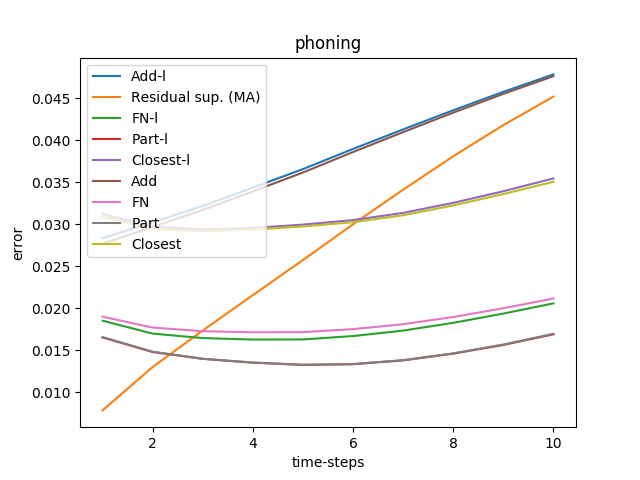 phoning
Add-l
Residual sup. (MA)
FN-l
Part-l
Closest-l
Add
FN
Part
Closest
0.045
0.040
0.035
0.030
0.025
0.020
0.015
0.010
error
2 4 6 8 10
time-steps